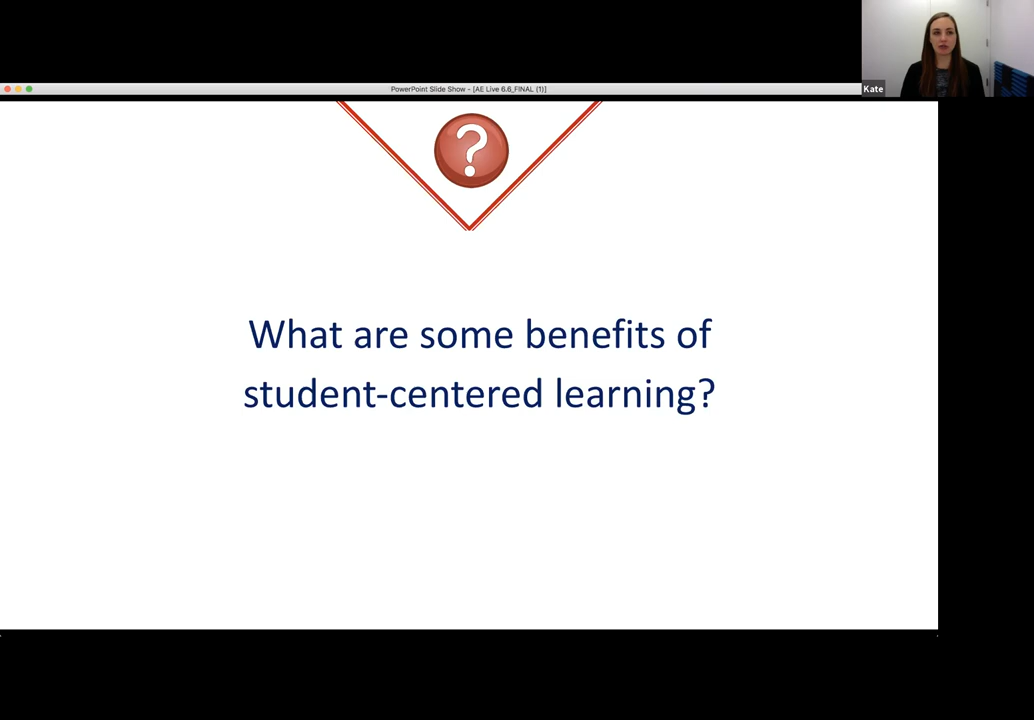 Kate
PowerPoint Slide Show - [AE Live 6.6_FINAL (1)]
?
What are some benefits of
student-centered learning?